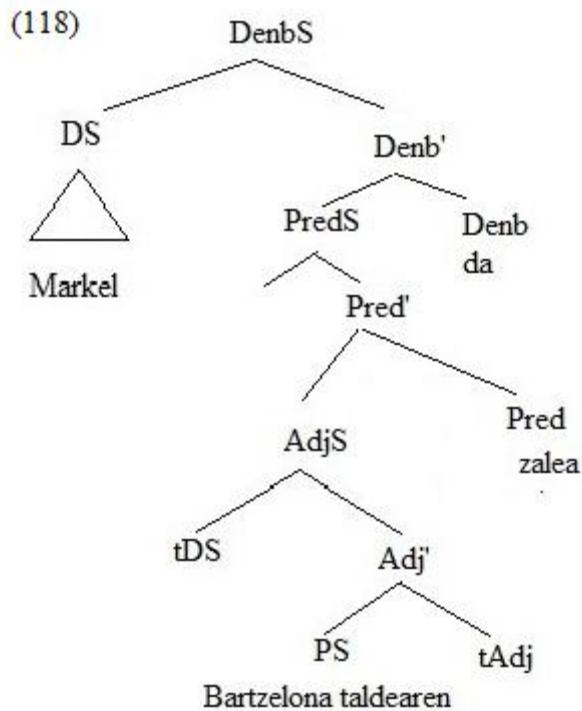 (118)
DenbS
DS
Denb'
PredS
Denb
da
Markel
Pred'
AdjS
Pred
zalea
tDS
Adj'
PS
tAdj
Bartzelona taldearen